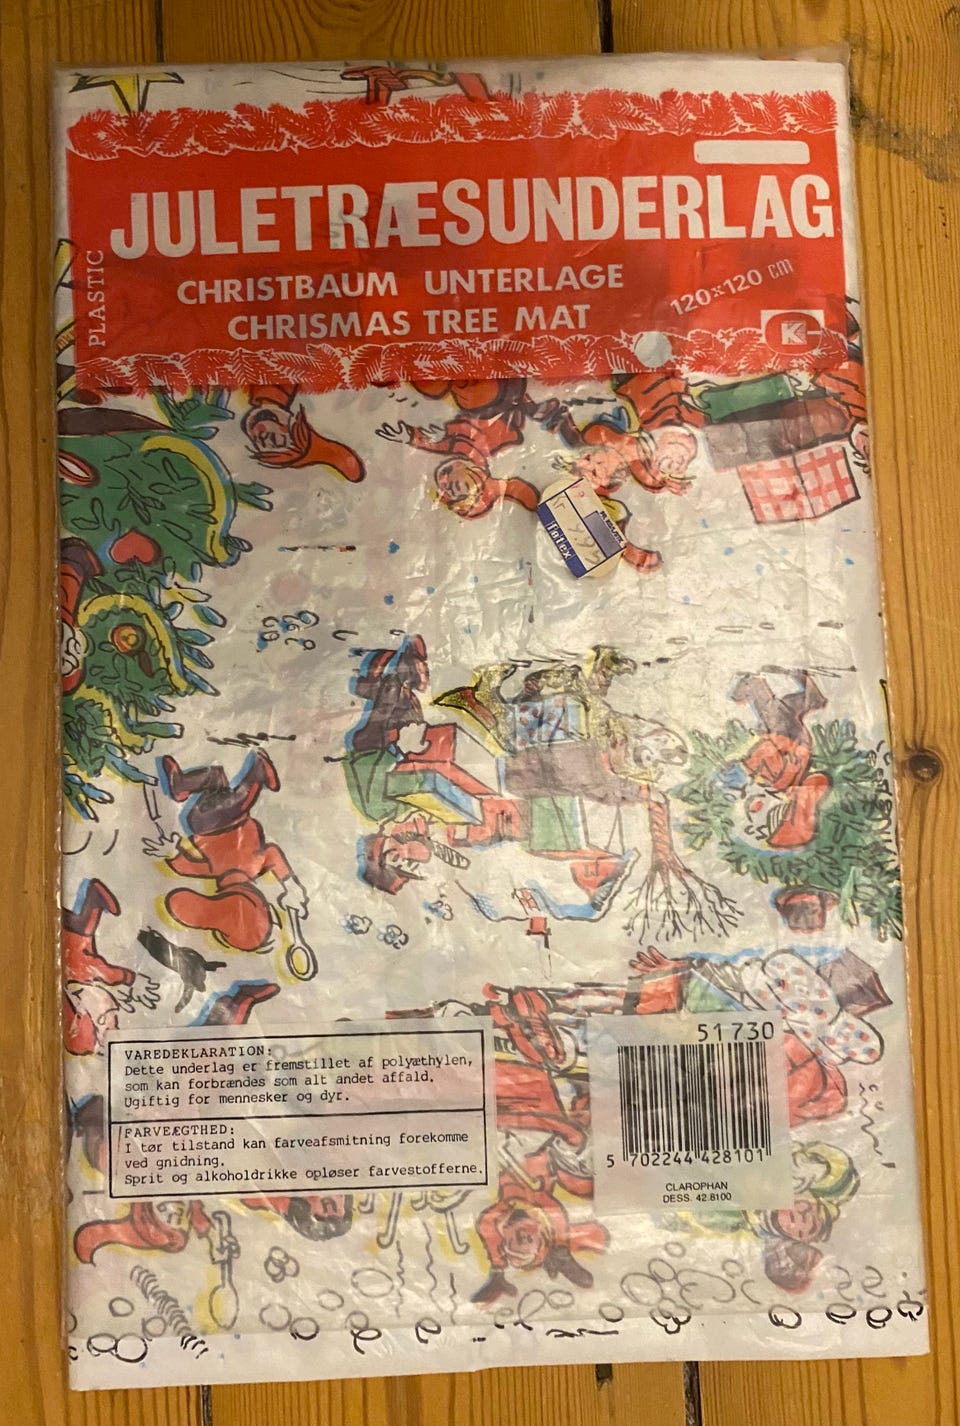 JULETRÆSUNDERLAG
PLASTIC
CHRISTBAUM UNTERLAGE
CHRISMAS TREE MAT
120x120 cm
K
føtex
51730
VAREDEKLARATION:
Dette underlag er fremstillet af polyæthylen,
som kan forbrændes som alt andet affald.
Ugiftig for mennesker og dyr.
FARVEÆGTHED:
I tør tilstand kan farveafsmitning forekomme
ved gnidning.
Sprit og alkoholdrikke opløser farvestofferne.
5 702244 428101
CLAROPHAN
DESS. 42.8100